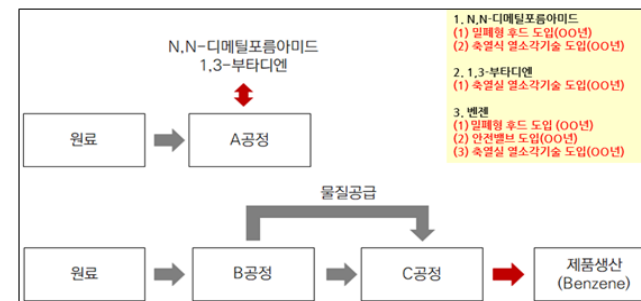 N,N-디메틸포름아미드
1,3-부타디엔
원료
A공정
1. N,N-디메틸포름아미드
(1) 밀폐형 후드 도입(OO년)
(2) 축열식 열소각기술 도입(OO년)
2. 1,3-부타디엔
(1) 축열실 열소각기술 도입(OO년)
3. 벤젠
(1) 밀폐형 후드 도입 (OO년)
(2) 안전밸브 도입(OO년)
(3) 축열실 열소각기술 도입(OO년)
물질공급
원료
B공정
C공정
제품생산
(Benzene)